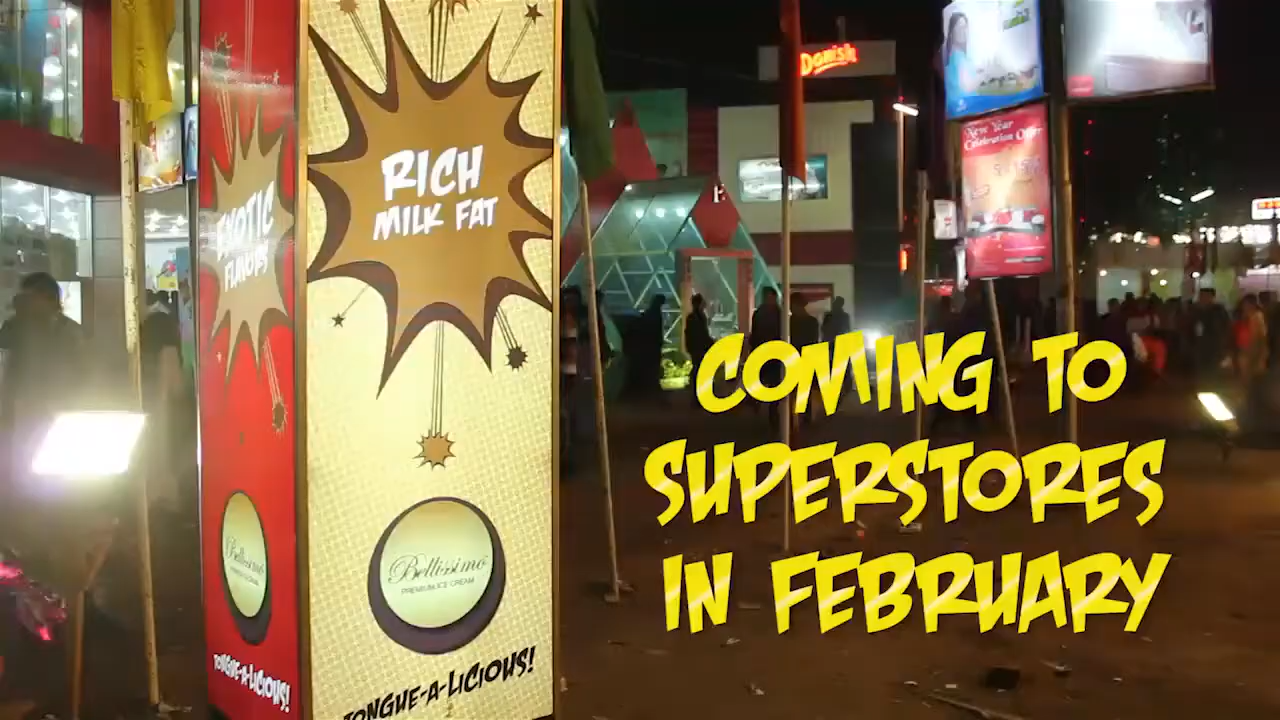 EXOTIC
FLAVORS
Bellissimo
TONGUE-A-LICIOUS!
RICH
MILK FAT
Bellissimo
PREMIUM ICE CREAM
TONGUE-A-LICIOUS!
Danish
New Year
Celebration Offer
COMING TO
SUPERSTORES
IN FEBRUARY